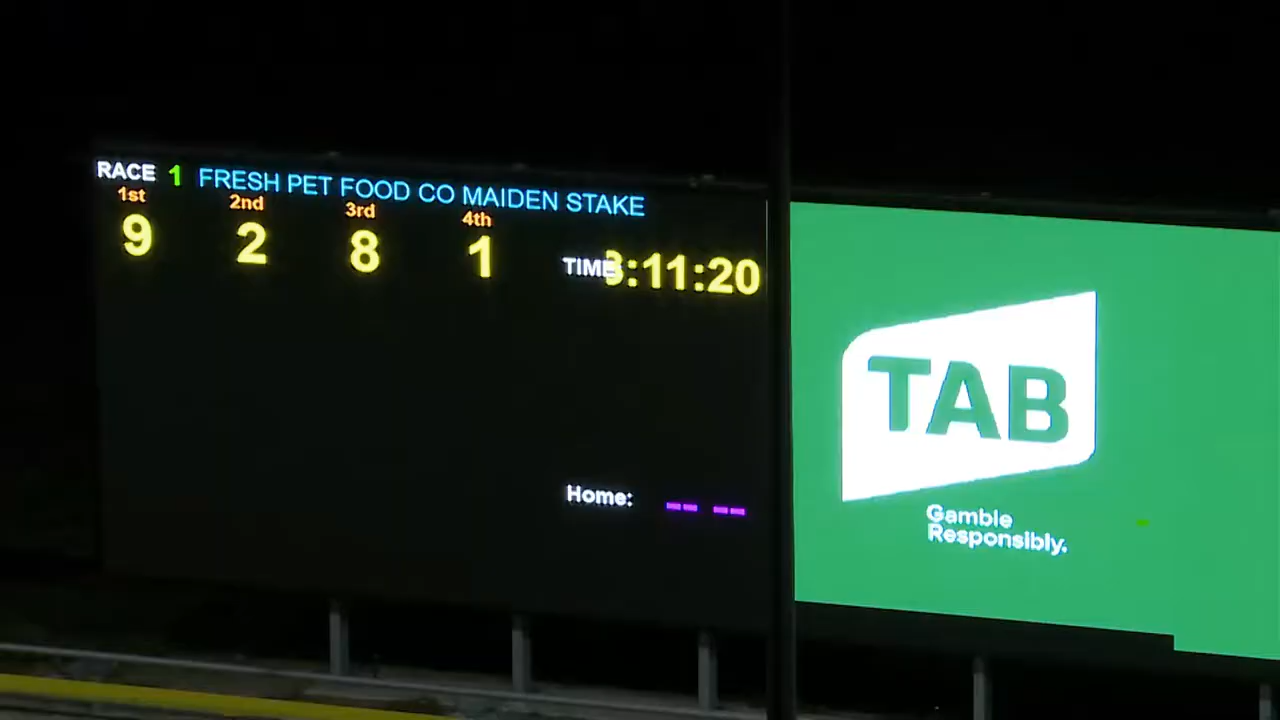 RACE 1 FRESH PET FOOD CO MAIDEN STAKE
1st 2nd 3rd 4th
9 2 8 1
TIME :11:20
Home: -- --
TAB
Gamble
Responsibly.